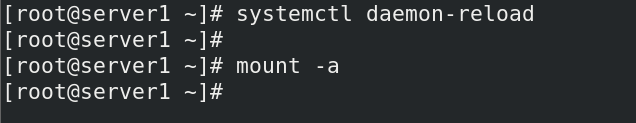 [root@server1 ~]# systemctl daemon-reload
[root@server1 ~]#
[root@server1 ~]# mount -a
[root@server1 ~]#